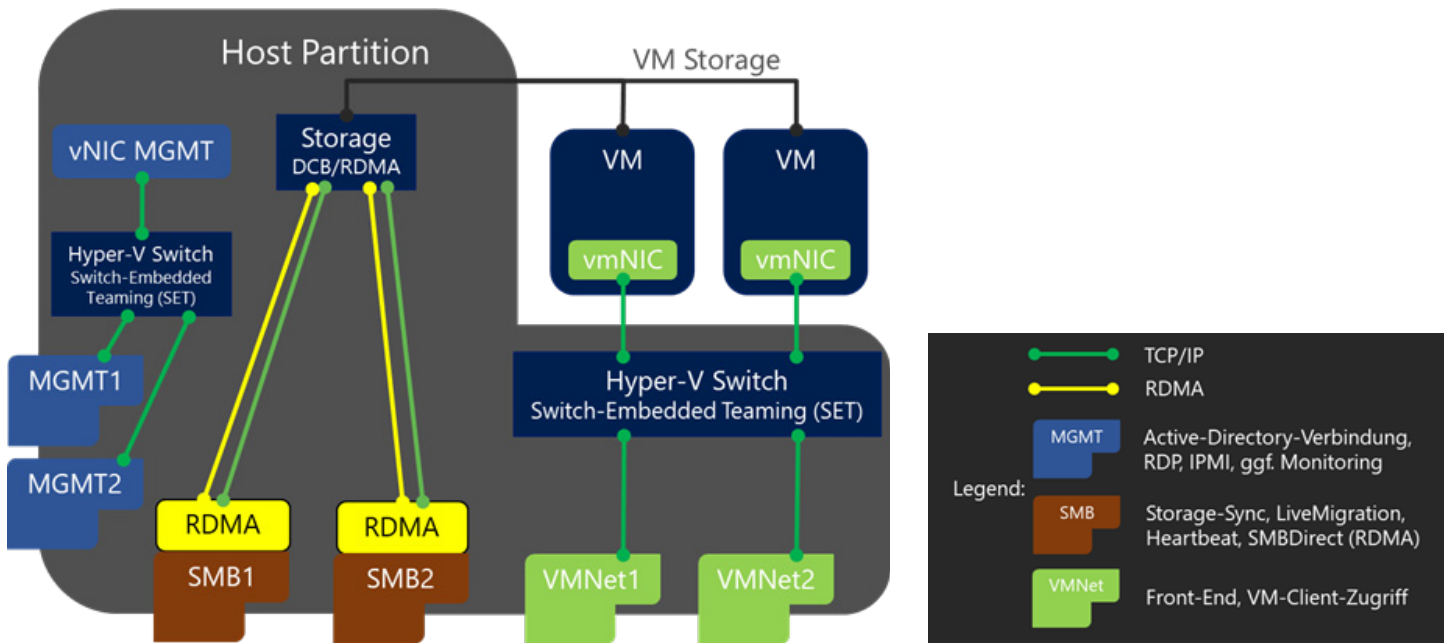 Host Partition
VM Storage
Storage
DCB/RDMA
vNIC MGMT
VM
VM
Hyper-V Switch
Switch-Embedded
Teaming (SET)
vmNIC
vmNIC
MGMT1
Hyper-V Switch
Switch-Embedded Teaming (SET)
MGMT2
RDMA
RDMA
SMB1
SMB2
VMNet1
VMNet2
TCP/IP
RDMA
MGMT
Active-Directory-Verbindung,
RDP, IPMI, ggf. Monitoring
Legend:
SMB
Storage-Sync, LiveMigration,
Heartbeat, SMBDirect (RDMA)
VMNet
Front-End, VM-Client-Zugriff